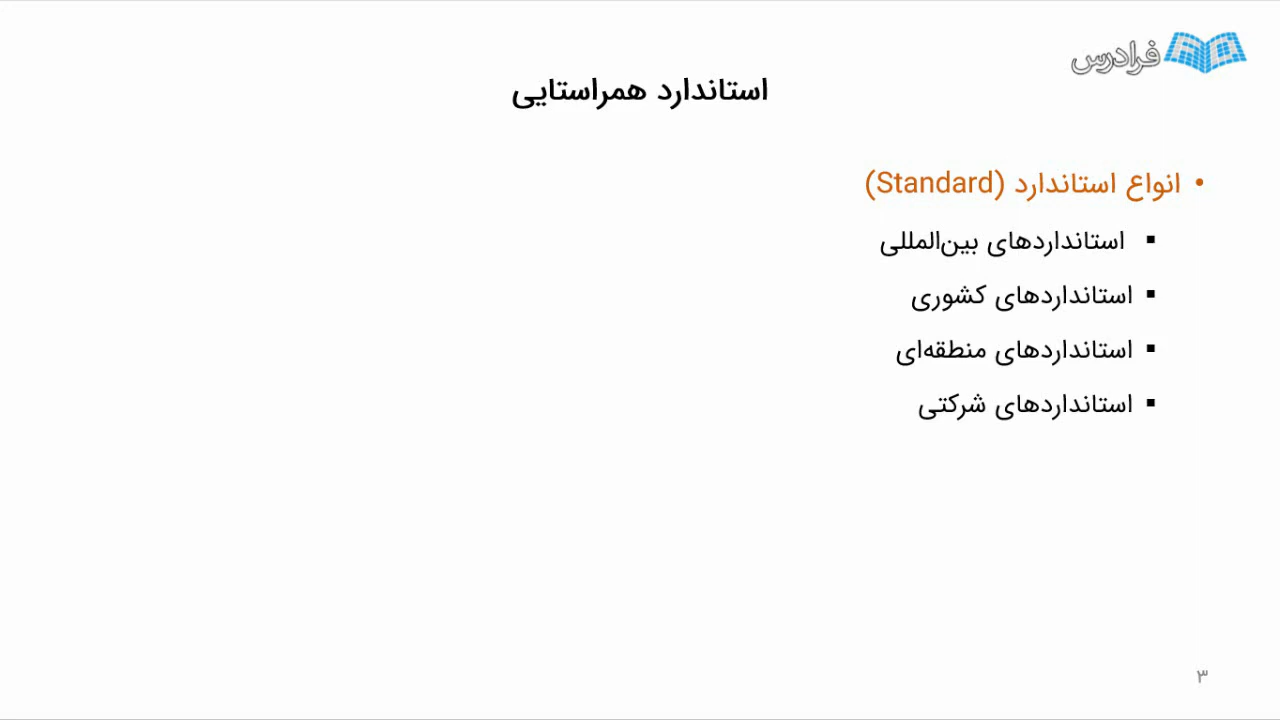 فرادرس
استاندارد همراستایی
• انواع استاندارد (Standard)
▪ استانداردهای بین‌المللی
▪ استانداردهای کشوری
▪ استانداردهای منطقه‌ای
▪ استانداردهای شرکتی
۳